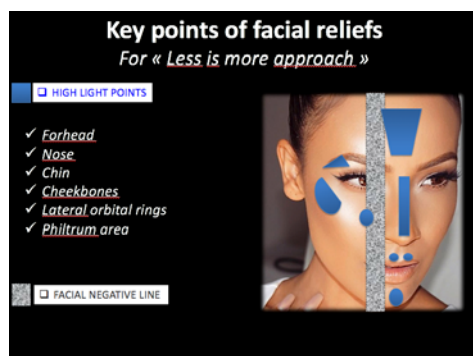 Key points of facial reliefs
For « Less is more approach »
❑ HIGH LIGHT POINTS
✓ Forhead
✓ Nose
✓ Chin
✓ Cheekbones
✓ Lateral orbital rings
✓ Philtrum area
❑ FACIAL NEGATIVE LINE